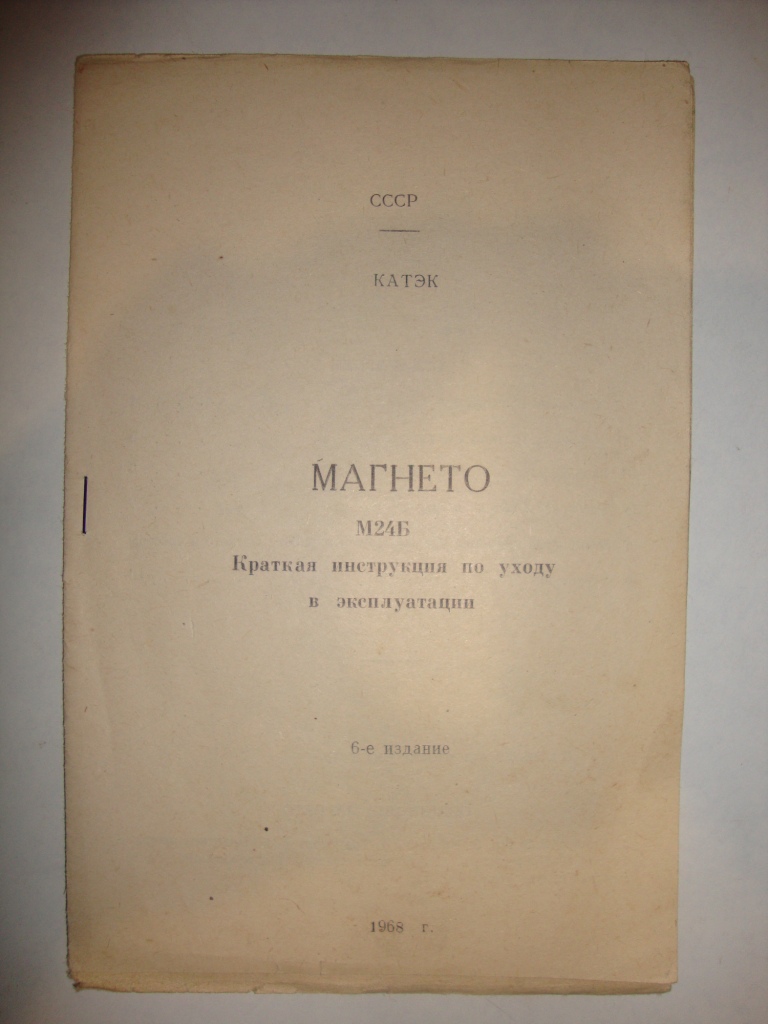 СССР
КАТЭК
МАГНЕТО
М24Б
Краткая инструкция по уходу
в эксплуатации
6-е издание
1968 г.